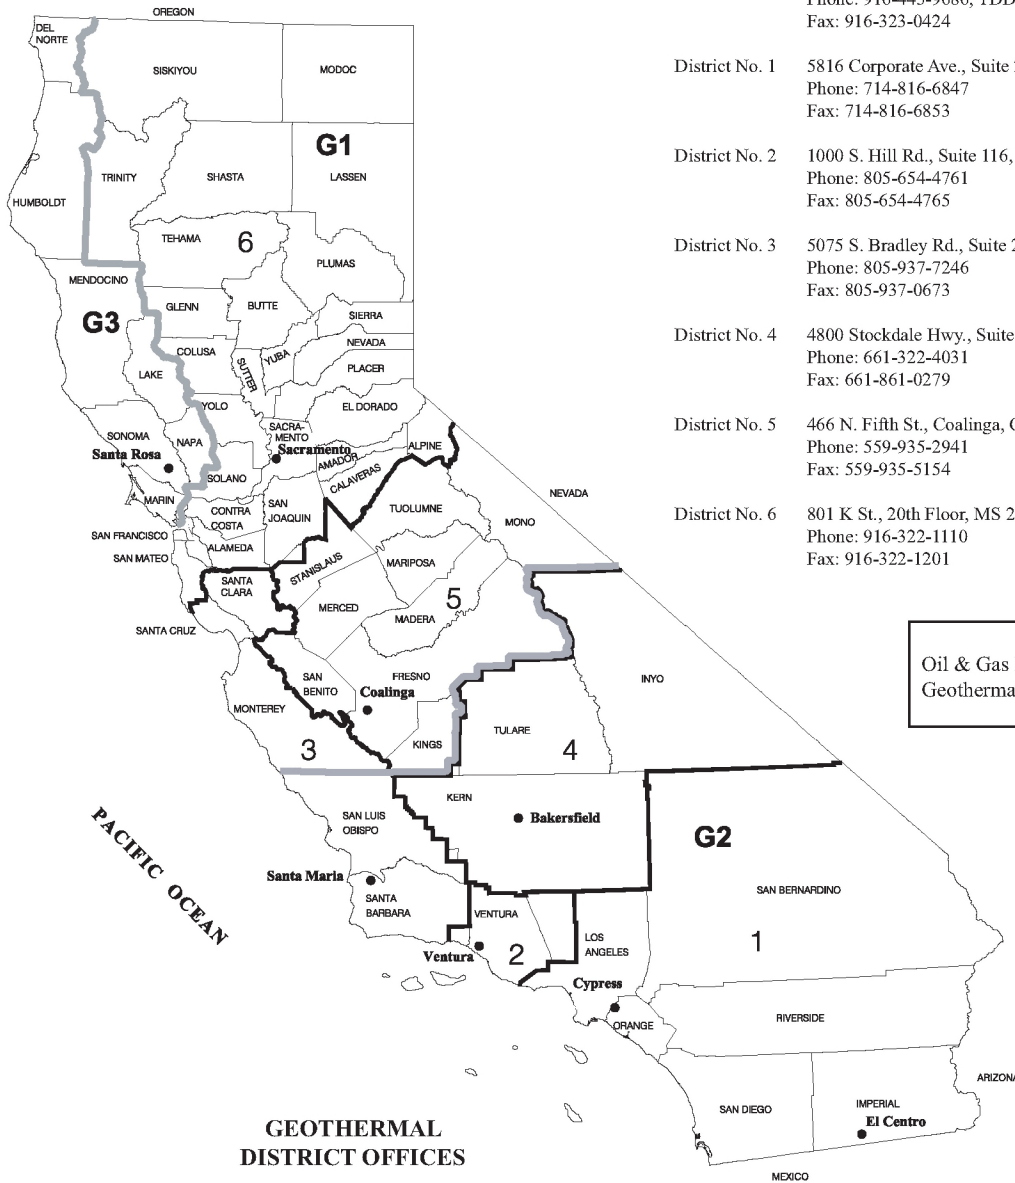 OREGON
DEL
NORTE
SISKIYOU
MODOC
G1
TRINITY
SHASTA
LASSEN
HUMBOLDT
TEHAMA
6
PLUMAS
MENDOCINO
GLENN
BUTTE
G3
SIERRA
NEVADA
COLUSA
YUBA
SUTTER
PLACER
LAKE
YOLO
EL DORADO
SONOMA
NAPA
SACRA-
MENTO
Santa Rosa
Sacramento
ALPINE
AMADOR
SOLANO
CALAVERAS
MARIN
CONTRA
COSTA
SAN
JOAQUIN
TUOLUMNE
NEVADA
MONO
SAN FRANCISCO
ALAMEDA
SAN MATEO
STANISLAUS
MARIPOSA
SANTA
CLARA
MERCED
5
MADERA
SANTA CRUZ
SAN
BENITO
FRESNO
Coalinga
INYO
MONTEREY
3
KINGS
TULARE
4
KERN
SAN LUIS
OBISPO
Bakersfield
G2
PACIFIC OCEAN
Santa Maria
SANTA
BARBARA
SAN BERNARDINO
VENTURA
LOS
ANGELES
1
Ventura
2
Cypress
ORANGE
RIVERSIDE
ARIZONA
SAN DIEGO
IMPERIAL
El Centro
MEXICO
GEOTHERMAL
DISTRICT OFFICES
Phone: 916-445-9686, TDD
Fax: 916-323-0424
District No. 1 5816 Corporate Ave., Suite
Phone: 714-816-6847
Fax: 714-816-6853
District No. 2 1000 S. Hill Rd., Suite 116,
Phone: 805-654-4761
Fax: 805-654-4765
District No. 3 5075 S. Bradley Rd., Suite 2
Phone: 805-937-7246
Fax: 805-937-0673
District No. 4 4800 Stockdale Hwy., Suite
Phone: 661-322-4031
Fax: 661-861-0279
District No. 5 466 N. Fifth St., Coalinga, C
Phone: 559-935-2941
Fax: 559-935-5154
District No. 6 801 K St., 20th Floor, MS 2
Phone: 916-322-1110
Fax: 916-322-1201
Oil & Gas
Geotherma